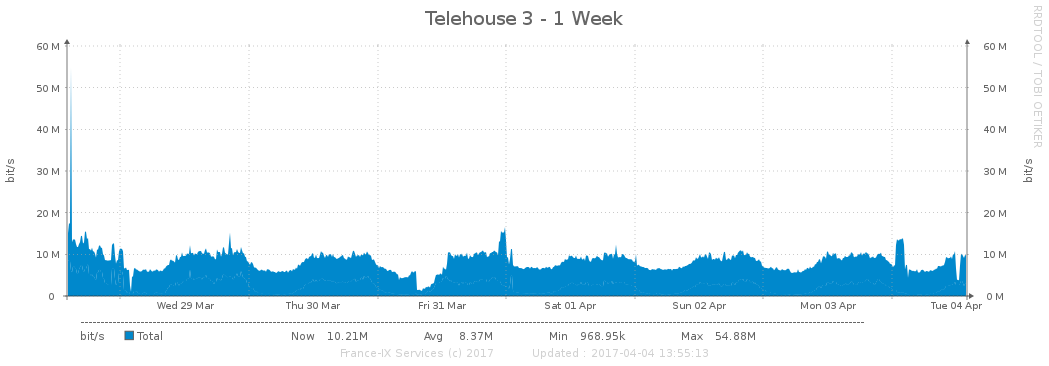 Telehouse 3 - 1 Week
RRDTOOL / TOBI OETIKER
60 M 60 M
50 M 50 M
40 M 40 M
30 M 30 M
bit/s bit/s
20 M 20 M
10 M 10 M
0 0 M
Wed 29 Mar Thu 30 Mar Fri 31 Mar Sat 01 Apr Sun 02 Apr Mon 03 Apr Tue 04 Apr
bit/s Total Now 10.21M Avg 8.37M Min 968.95k Max 54.88M
France-IX Services (c) 2017 Updated : 2017-04-04 13:55:13